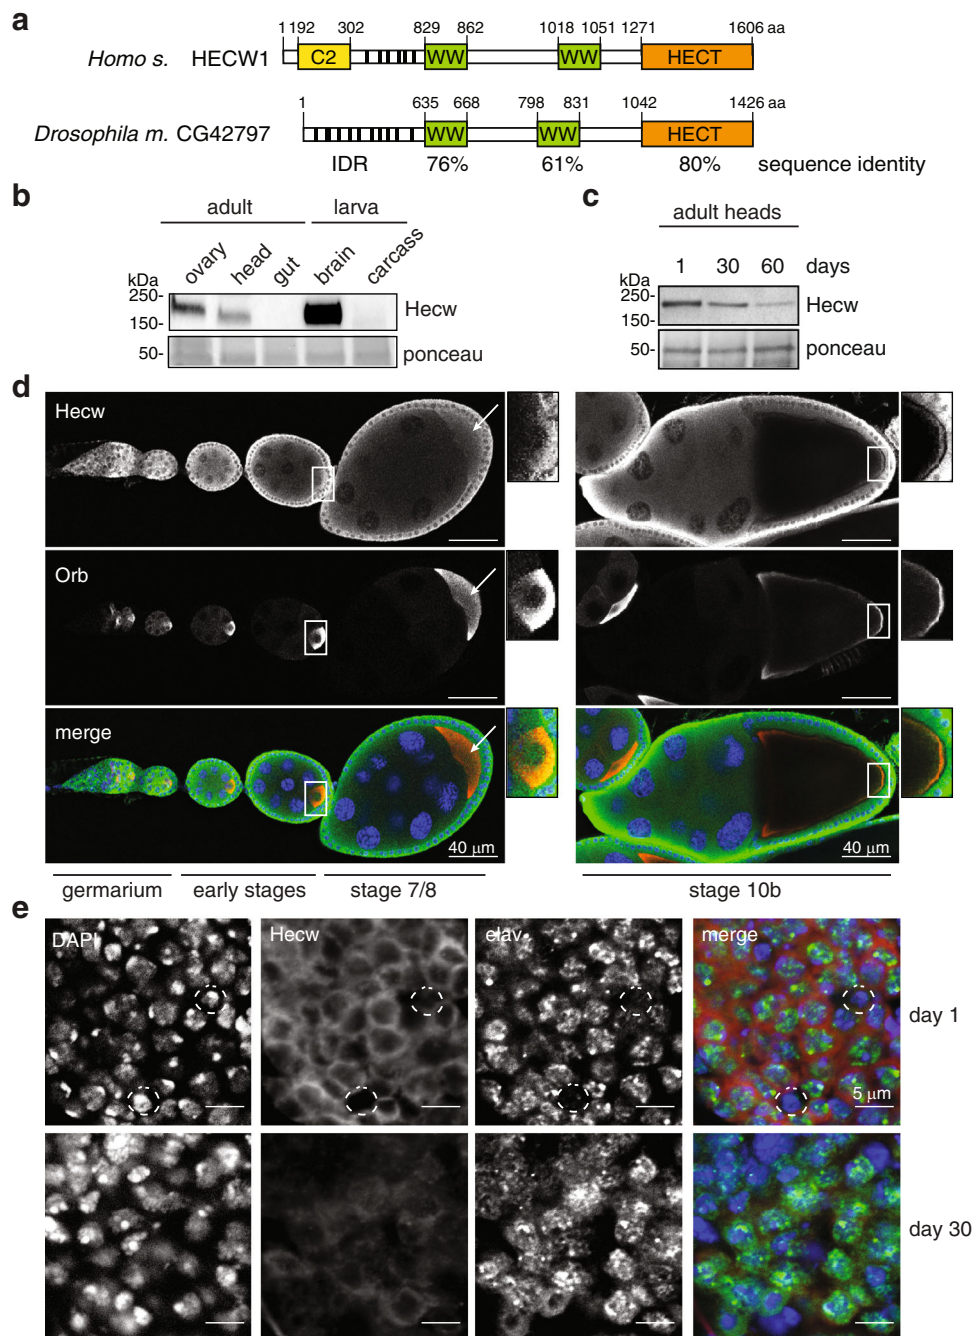 a
1 192 302 829 862 1018 1051 1271 1606 aa
Homo s. HECW1 C2 WW WW HECT
1 635 668 798 831 1042 1426 aa
Drosophila m. CG42797 WW WW HECT
IDR 76% 61% 80% sequence identity
b
adult larva
ovary head gut brain carcass
kDa
250-
150-
Hecw
50-
ponceau
c
adult heads
1 30 60 days
kDa
250-
150-
Hecw
50-
ponceau
d
Hecw
Orb
merge
40 μm
40 μm
germarium early stages stage 7/8 stage 10b
e
DAPI Hecw elav merge
day 1
5 μm
day 30